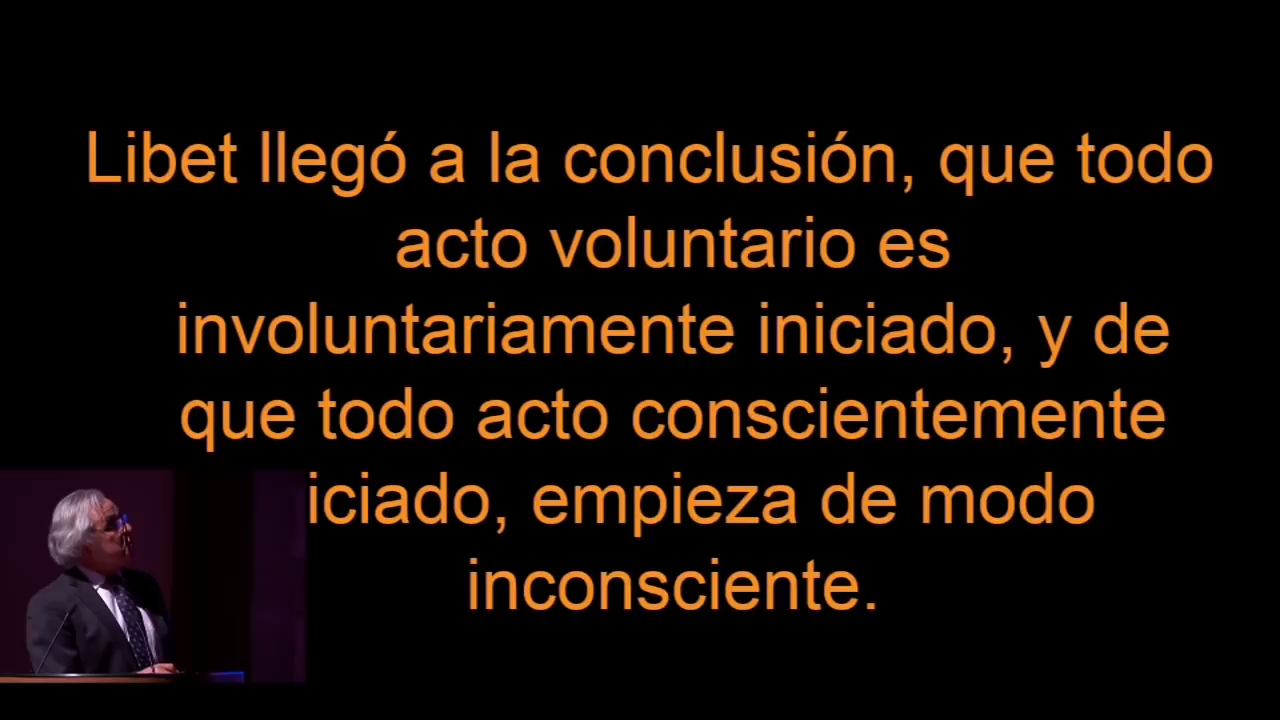 Libet llegó a la conclusión, que todo
acto voluntario es
involuntariamente iniciado, y de
que todo acto conscientemente
iciado, empieza de modo
inconsciente.